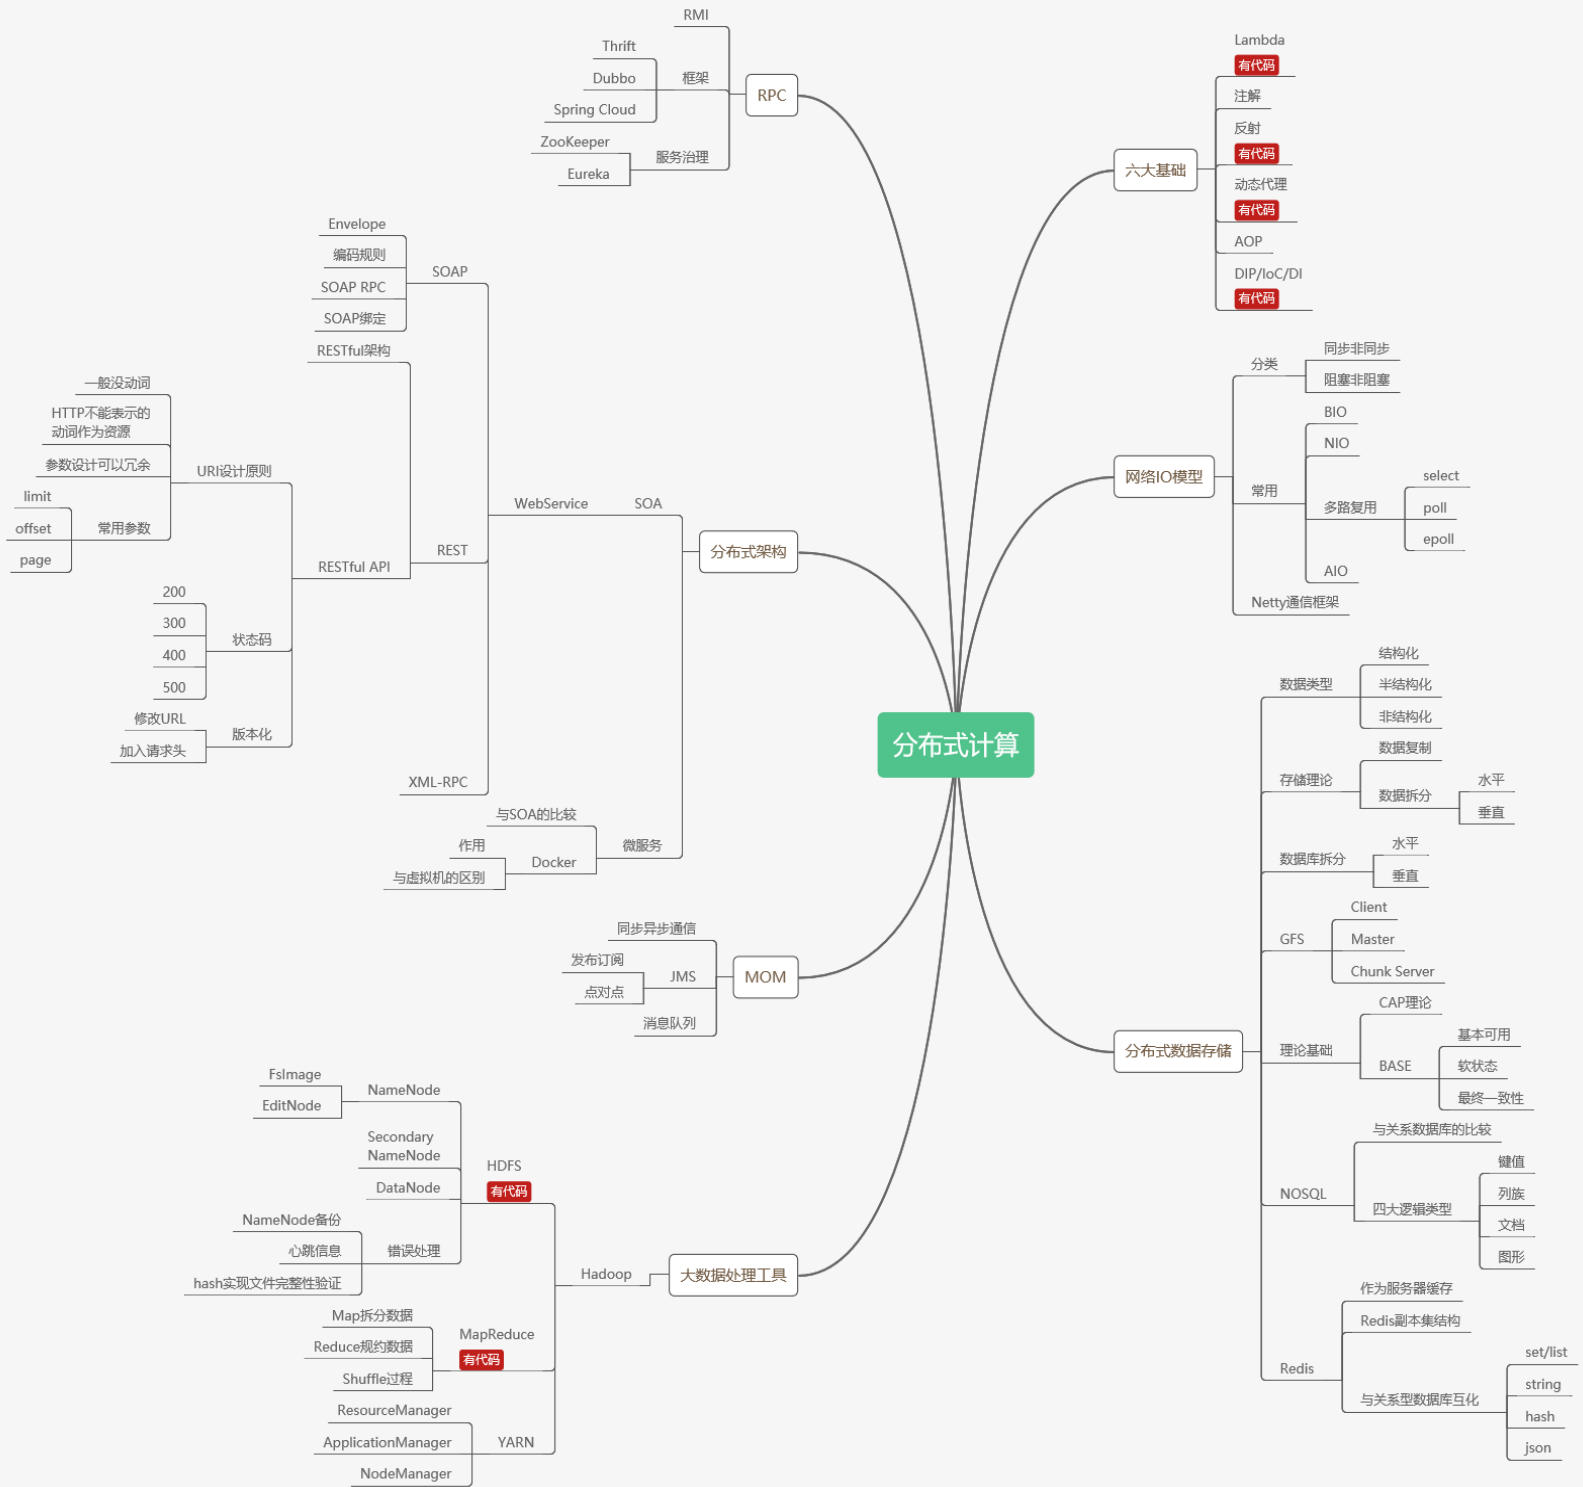 分布式计算
六大基础
Lambda
有代码
注解
反射
有代码
动态代理
有代码
AOP
DIP/IoC/DI
有代码
网络IO模型
分类
同步非同步
阻塞非阻塞
常用
BIO
NIO
多路复用
select
poll
epoll
AIO
Netty通信框架
分布式数据存储
数据类型
结构化
半结构化
非结构化
存储理论
数据复制
数据拆分
水平
垂直
数据库拆分
水平
垂直
GFS
Client
Master
Chunk Server
理论基础
CAP理论
BASE
基本可用
软状态
最终一致性
NOSQL
与关系数据库的比较
四大逻辑类型
键值
列族
文档
图形
Redis
作为服务器缓存
Redis副本集结构
与关系型数据库互化
set/list
string
hash
json
RPC
RMI
框架
Thrift
Dubbo
Spring Cloud
服务治理
ZooKeeper
Eureka
分布式架构
SOA
WebService
SOAP
Envelope
编码规则
SOAP RPC
SOAP绑定
REST
RESTful架构
RESTful API
URI设计原则
一般没动词
HTTP不能表示的
动词作为资源
参数设计可以冗余
常用参数
limit
offset
page
状态码
200
300
400
500
版本化
修改URL
加入请求头
XML-RPC
微服务
与SOA的比较
Docker
作用
与虚拟机的区别
MOM
同步异步通信
JMS
发布订阅
点对点
消息队列
大数据处理工具
Hadoop
HDFS
有代码
NameNode
FsImage
EditNode
Secondary
NameNode
DataNode
错误处理
NameNode备份
心跳信息
hash实现文件完整性验证
MapReduce
有代码
Map拆分数据
Reduce规约数据
Shuffle过程
YARN
ResourceManager
ApplicationManager
NodeManager